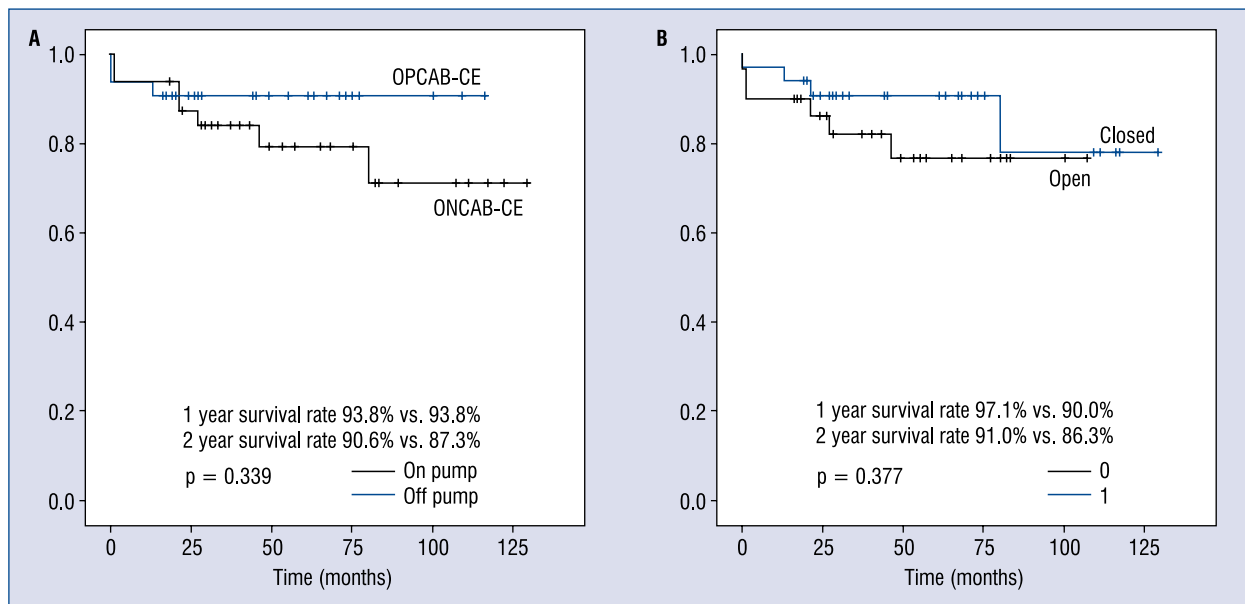 A
1.0
0.8
0.6
0.4
0.2
0.0
OPCAB-CE
ONCAB-CE
1 year survival rate 93.8% vs. 93.8%
2 year survival rate 90.6% vs. 87.3%
p = 0.339
On pump
Off pump
0 25 50 75 100 125
Time (months)
B
1.0
0.8
0.6
0.4
0.2
0.0
Closed
Open
1 year survival rate 97.1% vs. 90.0%
2 year survival rate 91.0% vs. 86.3%
p = 0.377
0
1
0 25 50 75 100 125
Time (months)